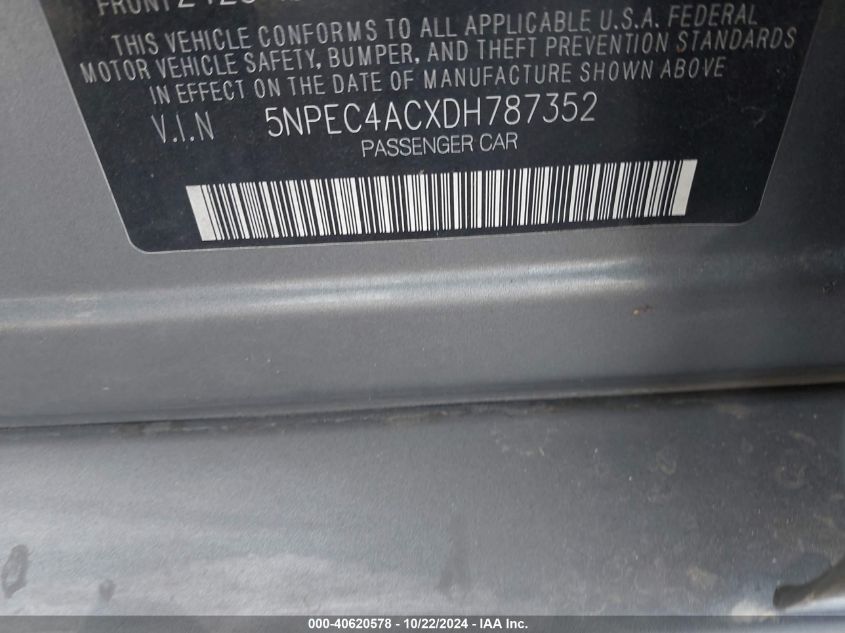 FRONT
THIS VEHICLE CONFORMS TO ALL APPLICABLE U.S.A. FEDERAL
MOTOR VEHICLE SAFETY, BUMPER, AND THEFT PREVENTION STANDARDS
IN EFFECT ON THE DATE OF MANUFACTURE SHOWN ABOVE
V.I.N 5NPEC4ACXDH787352
PASSENGER CAR
000-40620578 - 10/22/2024 - IAA Inc.